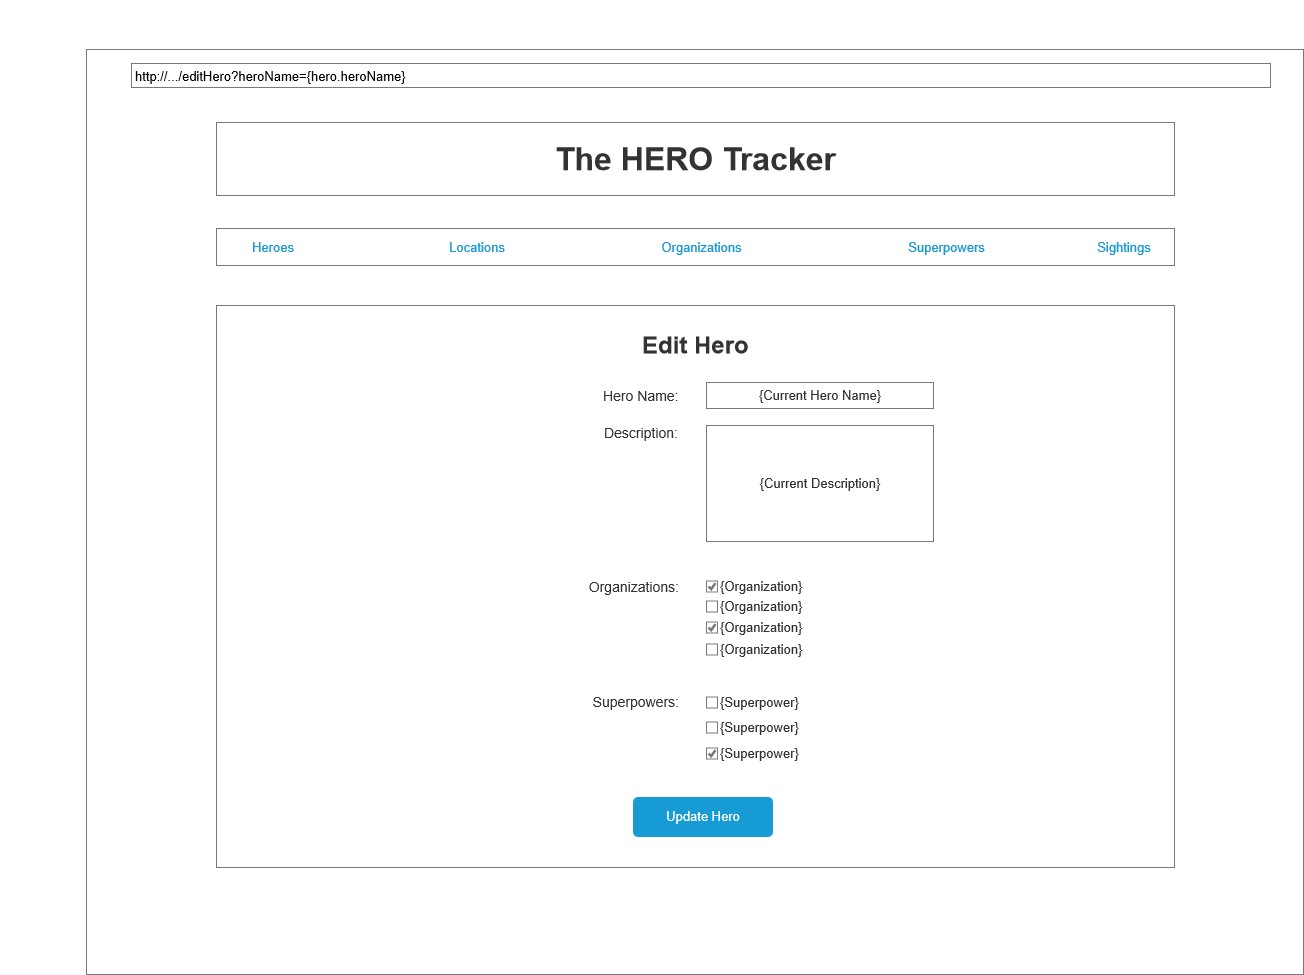 http://.../editHero?heroName={hero.heroName}
The HERO Tracker
Heroes Locations Organizations Superpowers Sightings
Edit Hero
Hero Name: {Current Hero Name}
Description:
{Current Description}
Organizations: {Organization}
{Organization}
{Organization}
{Organization}
Superpowers: {Superpower}
{Superpower}
{Superpower}
Update Hero